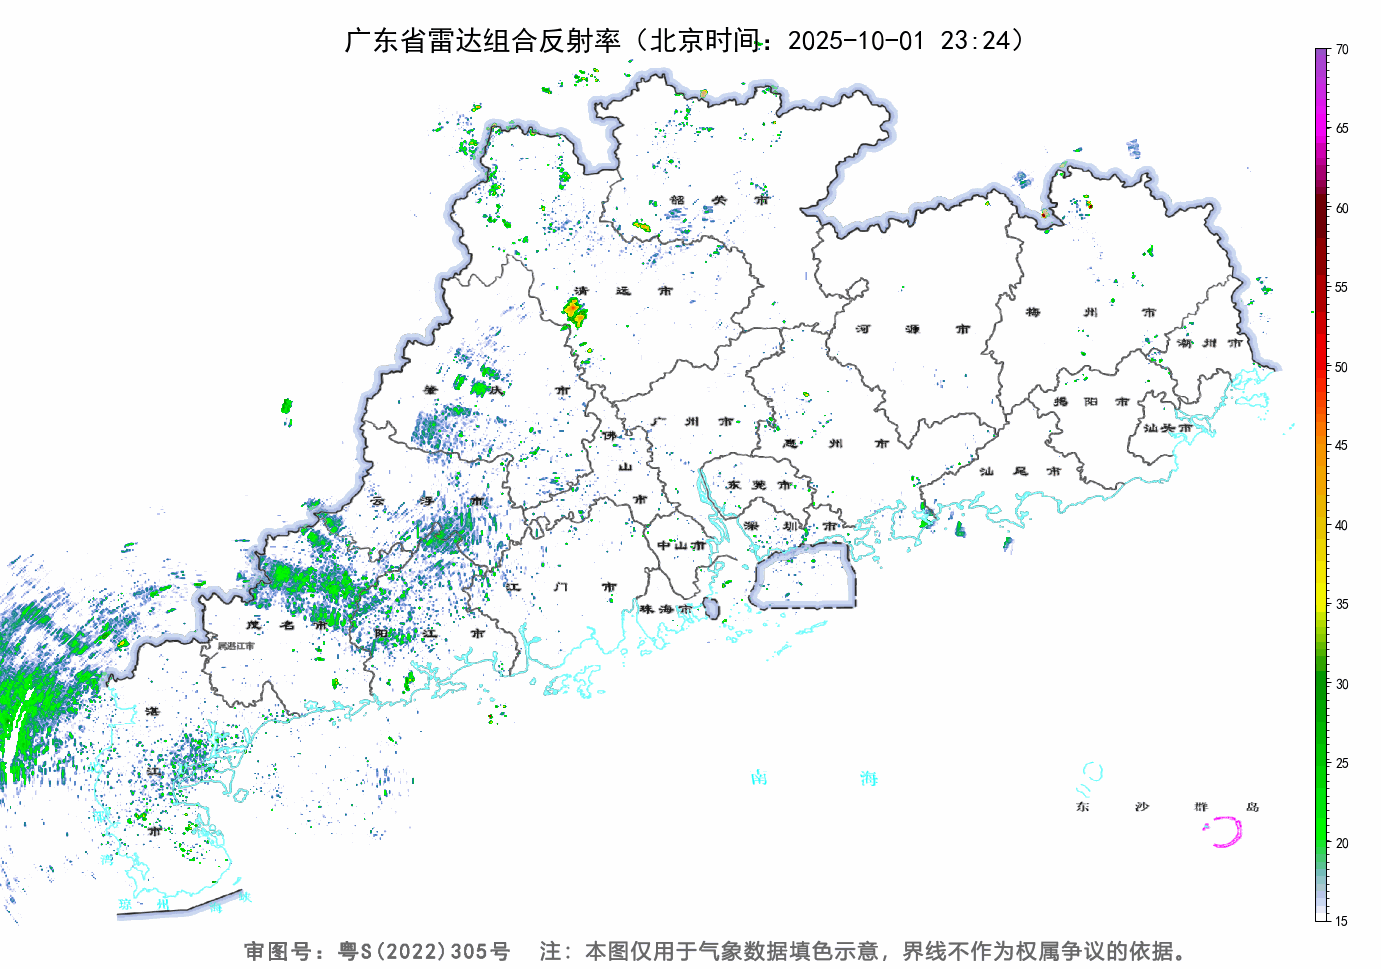 广东省雷达组合反射率（北京时间：2025-10-01 23:24）
70
65
60
55
50
45
40
35
30
25
20
15
韶关市
清远市
河源市
梅州市
潮州市
肇庆市
揭阳市
广州市
佛山市
惠州市
汕头市
汕尾市
东莞市
云浮市
深圳市
中山市
江门市
珠海市
茂名市
阳江市
属湛江市
湛江市
南海
东沙群岛
琼州海峡
审图号：粤S(2022)305号 注：本图仅用于气象数据填色示意，界线不作为权属争议的依据。